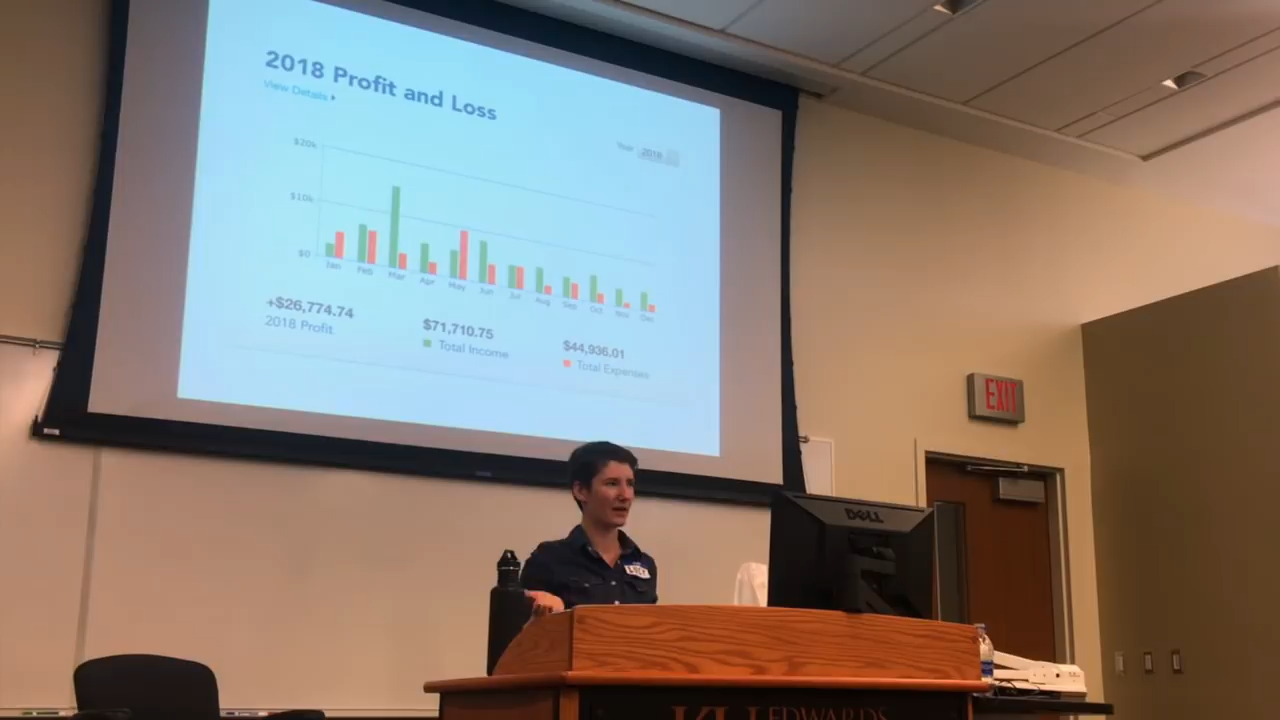 2018 Profit and Loss
View Details
Year 2018
$20k
$10k
$0
Jan Feb Mar Apr May Jun Jul Aug Sep Oct Nov Dec
+$26,774.74
2018 Profit
$71,710.75
Total Income
$44,936.01
Total Expenses
EXIT
DELL
KU EDWARDS